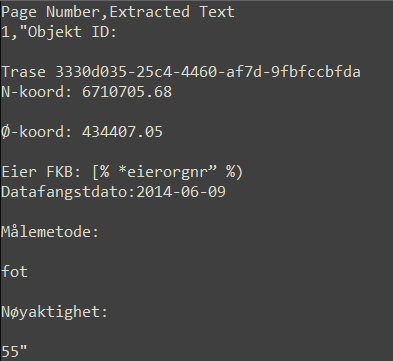 Page Number,Extracted Text
1,"Objekt ID:
Trase 3330d035-25c4-4460-af7d-9fbfccbfda
N-koord: 6710705.68
Ø-koord: 434407.05
Eier FKB: [% *eierorgnr” %)
Datafangstdato:2014-06-09
Målemetode:
fot
Nøyaktighet:
55"